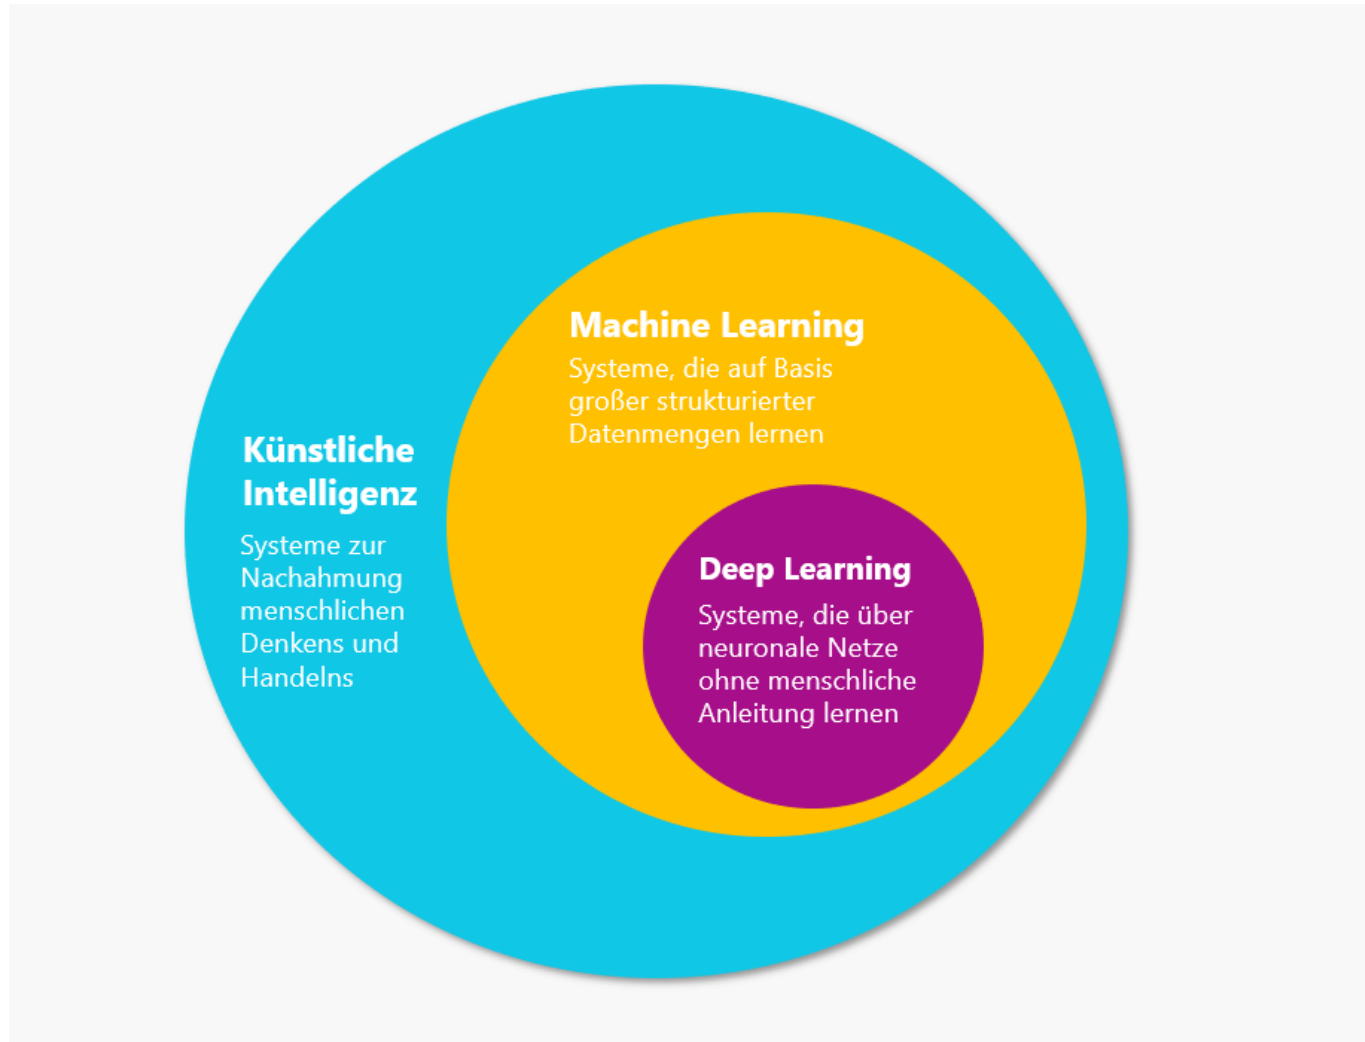 Künstliche
Intelligenz
Systeme zur
Nachahmung
menschlichen
Denkens und
Handelns
Machine Learning
Systeme, die auf Basis
großer strukturierter
Datenmengen lernen
Deep Learning
Systeme, die über
neuronale Netze
ohne menschliche
Anleitung lernen